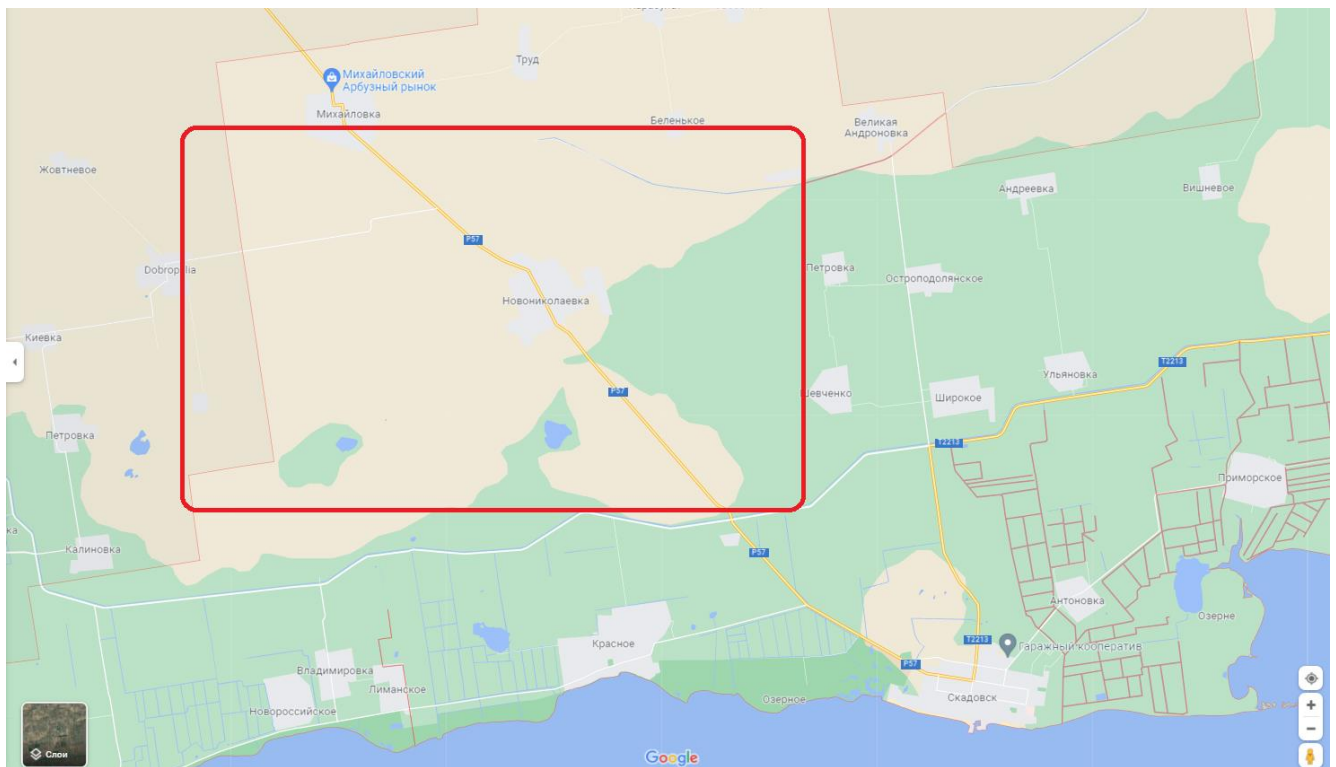 Труд
Михайловский
Арбузный рынок
Михайловка
Беленькое
Великая
Андроновка
Жовтневое
Андреевка
Вишневое
P57
Dobropillia
Петровка
Остроподолянское
Новониколаевка
Киевка
T2213
Ульяновка
P57
Шевченко
Широкое
Петровка
T2213
Приморское
Калиновка
P57
Антоновка
Озерне
Красное
T2213
Гаражный кооператив
Владимировка
P57
Лиманское
Озерное
Скадовск
Новороссийское
Слои
Google